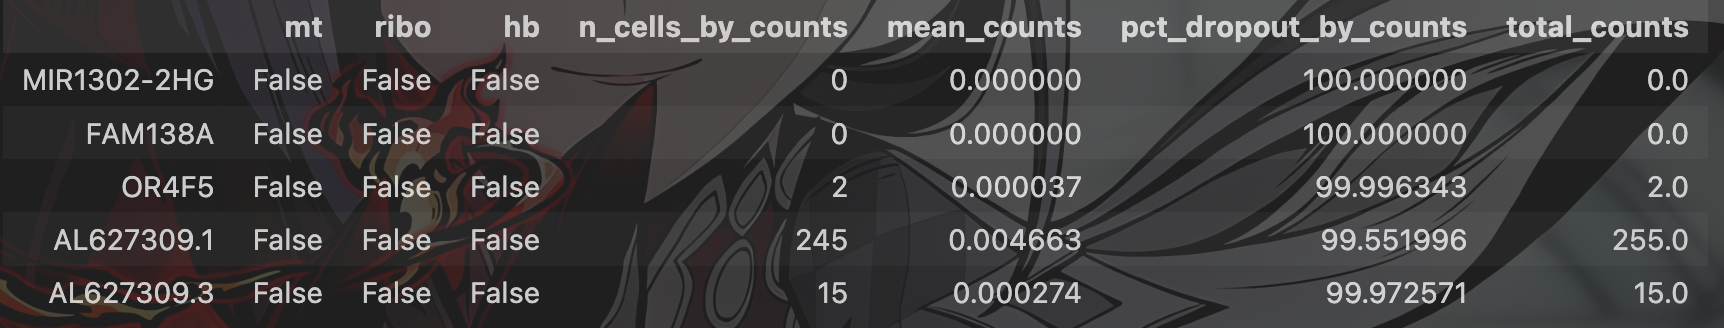 mt ribo hb n_cells_by_counts mean_counts pct_dropout_by_counts total_counts
MIR1302-2HG False False False 0 0.000000 100.000000 0.0
FAM138A False False False 0 0.000000 100.000000 0.0
OR4F5 False False False 2 0.000037 99.996343 2.0
AL627309.1 False False False 245 0.004663 99.551996 255.0
AL627309.3 False False False 15 0.000274 99.972571 15.0